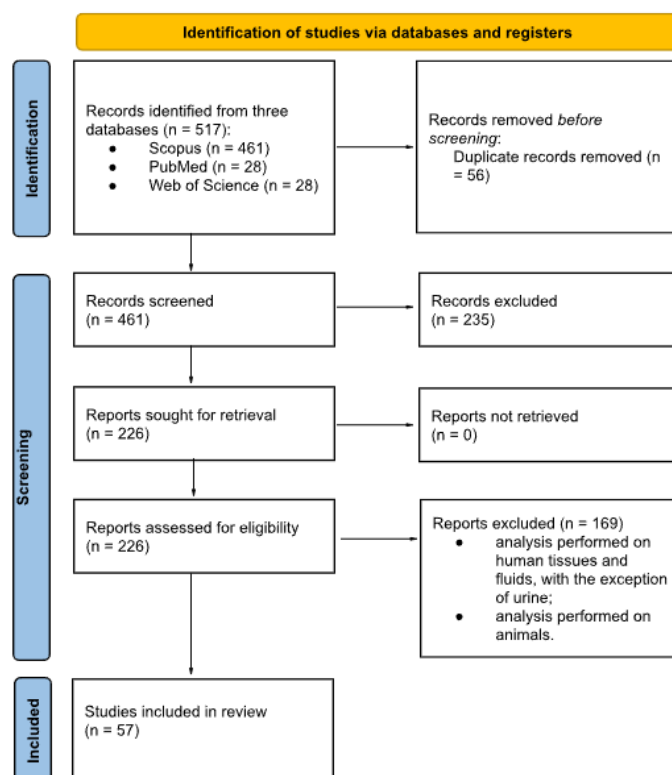 Identification of studies via databases and registers
Identification
Records identified from three
databases (n = 517):
● Scopus (n = 461)
● PubMed (n = 28)
● Web of Science (n = 28)
Records removed before
screening:
Duplicate records removed (n
= 56)
Screening
Records screened
(n = 461)
Records excluded
(n = 235)
Reports sought for retrieval
(n = 226)
Reports not retrieved
(n = 0)
Reports assessed for eligibility
(n = 226)
Reports excluded (n = 169)
● analysis performed on
human tissues and
fluids, with the exception
of urine;
● analysis performed on
animals.
Included
Studies included in review
(n = 57)